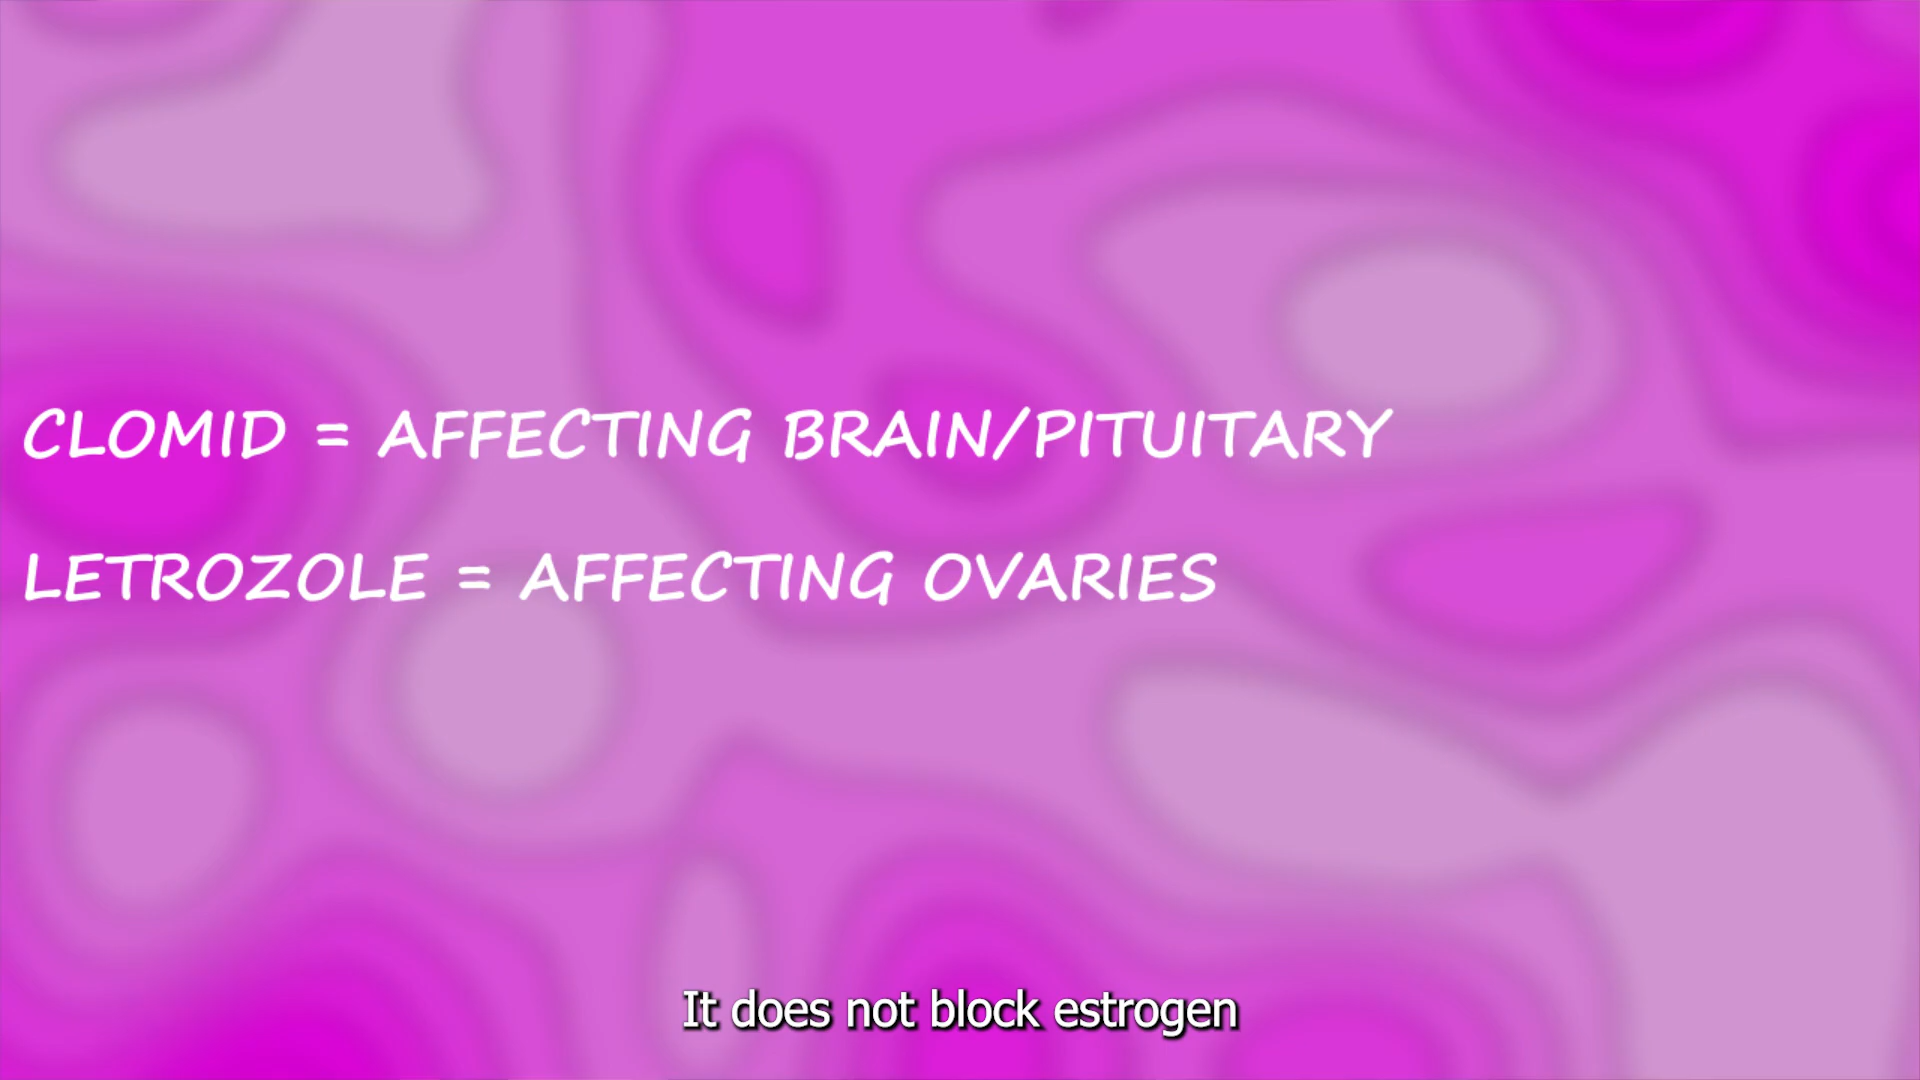 CLOMID = AFFECTING BRAIN/PITUITARY
LETROZOLE = AFFECTING OVARIES
It does not block estrogen